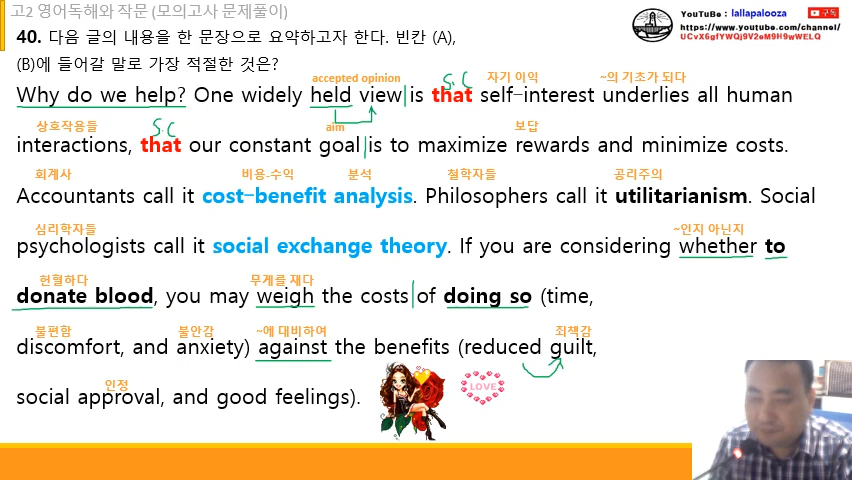 고2 영어독해와 작문 (모의고사 문제풀이)
YouTuBe : lallapalooza 구독
https://www.youtube.com/channel/
UCvX6gfYWQj9V2eM9H9wWELQ
40. 다음 글의 내용을 한 문장으로 요약하고자 한다. 빈칸 (A),
(B)에 들어갈 말로 가장 적절한 것은?
accepted opinion S.C 자기 이익 ~의 기초가 되다
Why do we help? One widely held view is that self-interest underlies all human
상호작용들 S.C aim 보답
interactions, that our constant goal is to maximize rewards and minimize costs.
회계사 비용-수익 분석 철학자들 공리주의
Accountants call it cost-benefit analysis. Philosophers call it utilitarianism. Social
심리학자들 ~인지 아닌지
psychologists call it social exchange theory. If you are considering whether to
헌혈하다 무게를 재다
donate blood, you may weigh the costs of doing so (time,
불편함 불안감 ~에 대비하여 죄책감
discomfort, and anxiety) against the benefits (reduced guilt,
인정
social approval, and good feelings).
LOVE